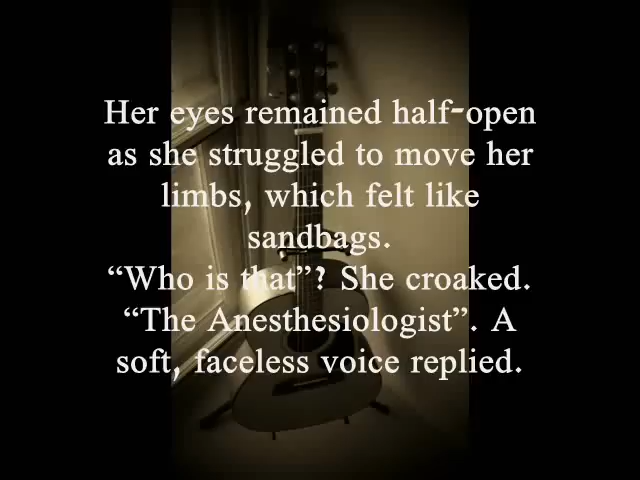 Her eyes remained half-open
as she struggled to move her
limbs, which felt like
sandbags.
“Who is that”? She croaked.
“The Anesthesiologist”. A
soft, faceless voice replied.